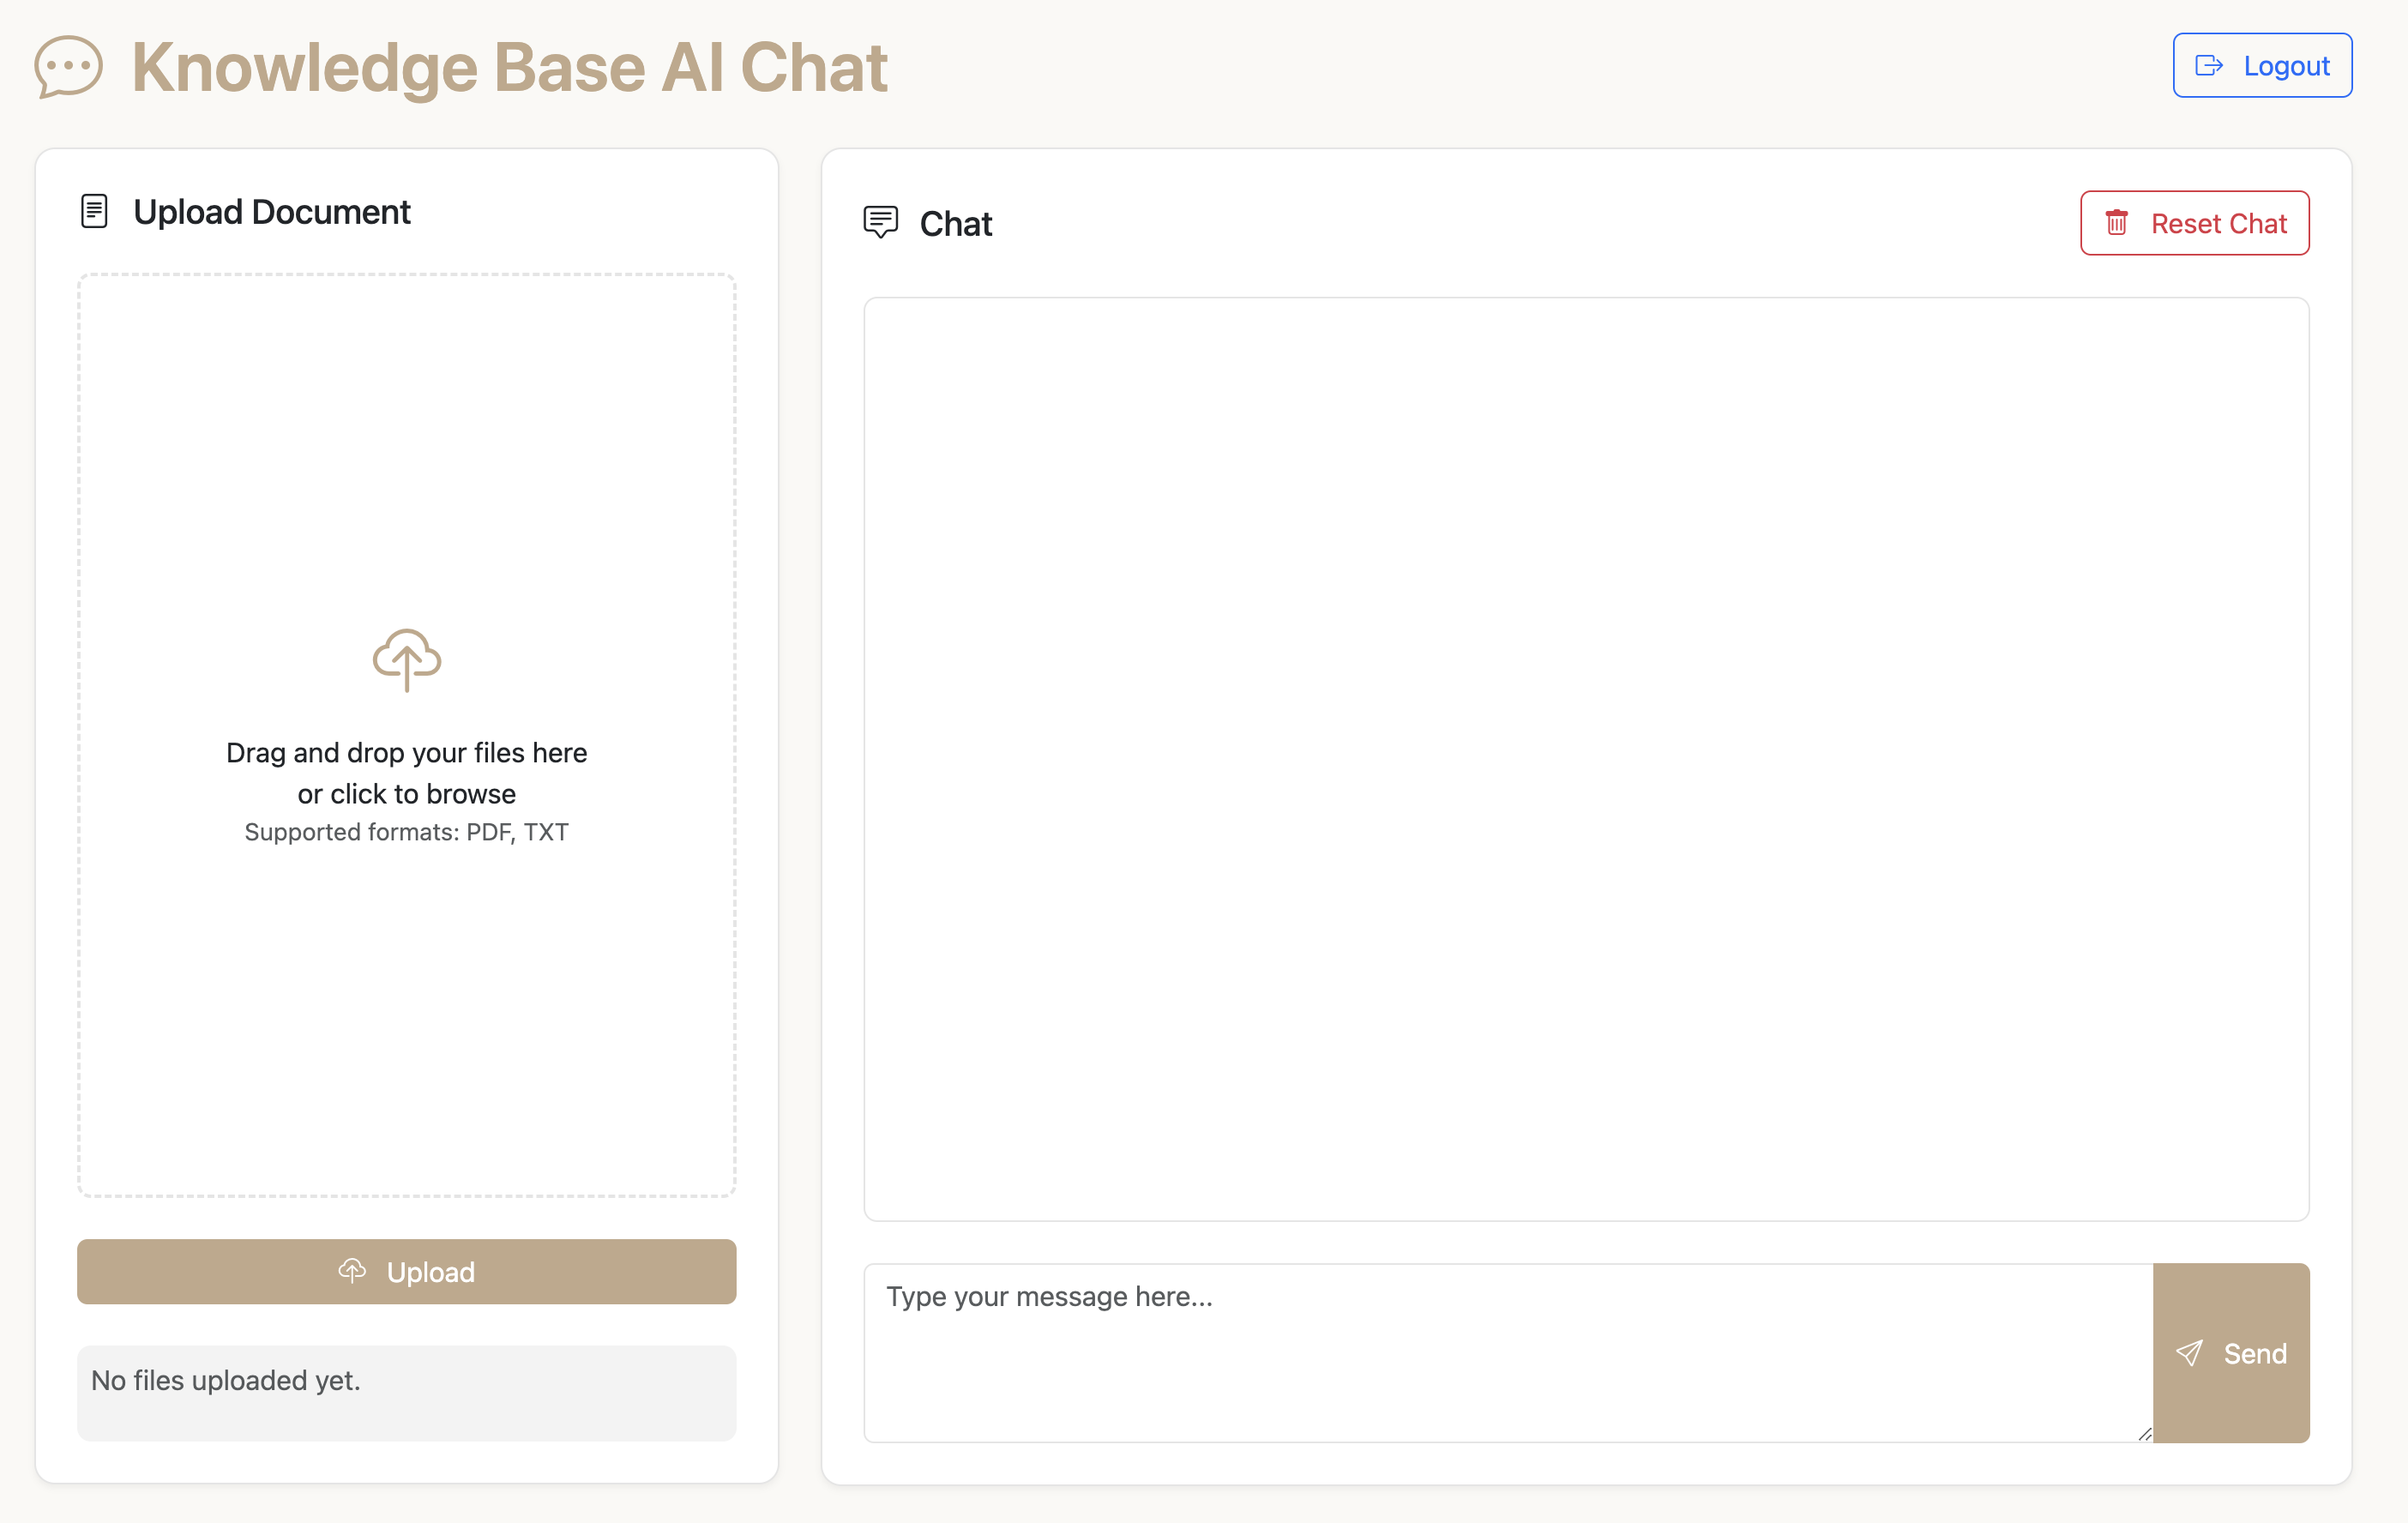 Knowledge Base AI Chat
Logout
Upload Document
Drag and drop your files here
or click to browse
Supported formats: PDF, TXT
Upload
No files uploaded yet.
Chat
Reset Chat
Type your message here...
Send